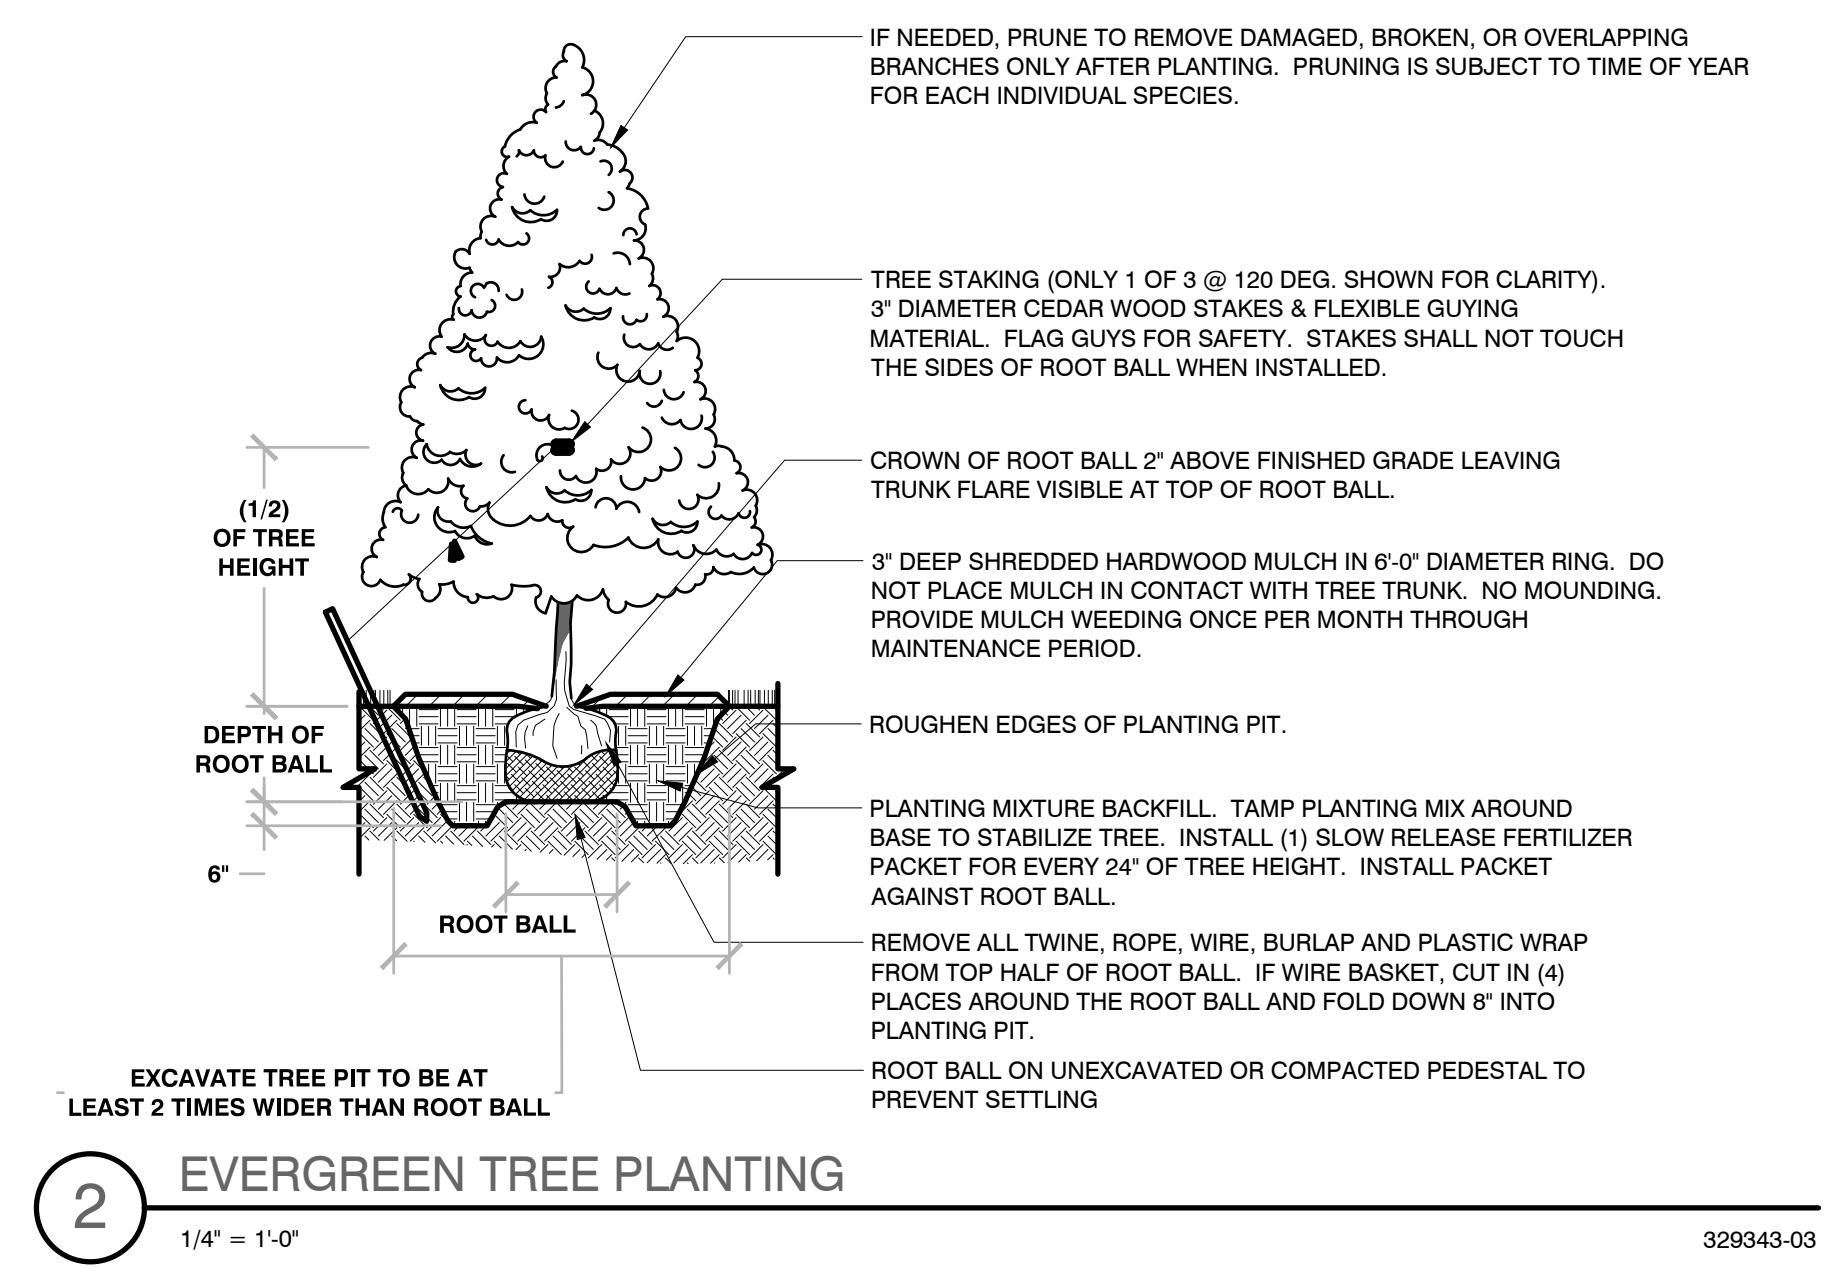 IF NEEDED, PRUNE TO REMOVE DAMAGED, BROKEN, OR OVERLAPPING
BRANCHES ONLY AFTER PLANTING. PRUNING IS SUBJECT TO TIME OF YEAR
FOR EACH INDIVIDUAL SPECIES.
TREE STAKING (ONLY 1 OF 3 @ 120 DEG. SHOWN FOR CLARITY).
3" DIAMETER CEDAR WOOD STAKES & FLEXIBLE GUYING
MATERIAL. FLAG GUYS FOR SAFETY. STAKES SHALL NOT TOUCH
THE SIDES OF ROOT BALL WHEN INSTALLED.
CROWN OF ROOT BALL 2" ABOVE FINISHED GRADE LEAVING
TRUNK FLARE VISIBLE AT TOP OF ROOT BALL.
3" DEEP SHREDDED HARDWOOD MULCH IN 6'-0" DIAMETER RING. DO
NOT PLACE MULCH IN CONTACT WITH TREE TRUNK. NO MOUNDING.
PROVIDE MULCH WEEDING ONCE PER MONTH THROUGH
MAINTENANCE PERIOD.
ROUGHEN EDGES OF PLANTING PIT.
PLANTING MIXTURE BACKFILL. TAMP PLANTING MIX AROUND
BASE TO STABILIZE TREE. INSTALL (1) SLOW RELEASE FERTILIZER
PACKET FOR EVERY 24" OF TREE HEIGHT. INSTALL PACKET
AGAINST ROOT BALL.
REMOVE ALL TWINE, ROPE, WIRE, BURLAP AND PLASTIC WRAP
FROM TOP HALF OF ROOT BALL. IF WIRE BASKET, CUT IN (4)
PLACES AROUND THE ROOT BALL AND FOLD DOWN 8" INTO
PLANTING PIT.
ROOT BALL ON UNEXCAVATED OR COMPACTED PEDESTAL TO
PREVENT SETTLING
(1/2)
OF TREE
HEIGHT
DEPTH OF
ROOT BALL
6"
ROOT BALL
EXCAVATE TREE PIT TO BE AT
LEAST 2 TIMES WIDER THAN ROOT BALL
2
EVERGREEN TREE PLANTING
1/4" = 1'-0"
329343-03